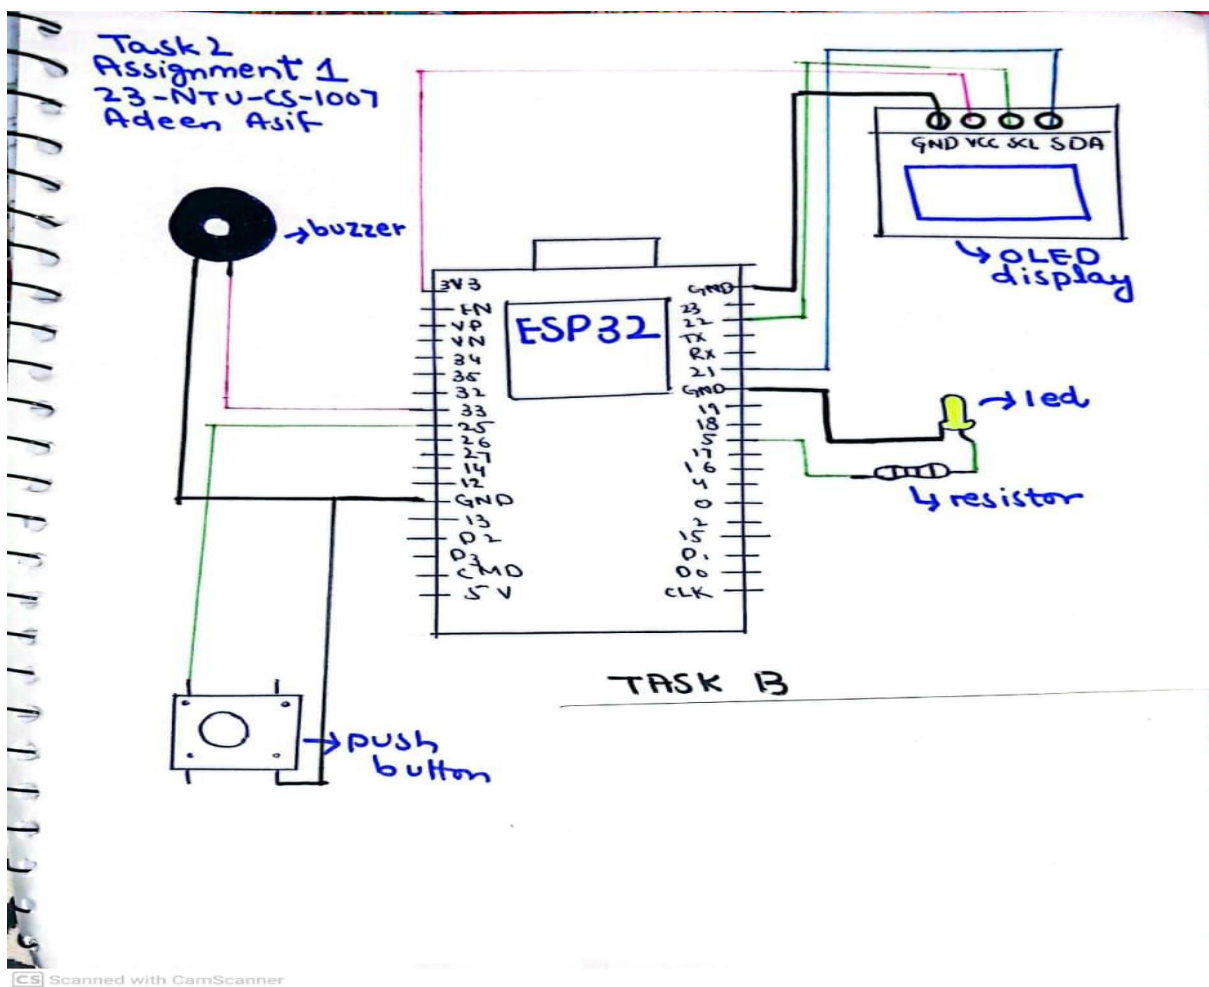 Task 2
Assignment 1
23-NTU-CS-1007
Adeen Asif
buzzer
GND VCC SCL SDA
OLED
display
ESP32
3V3
EN
VP
VN
34
35
32
33
25
26
27
14
12
GND
13
D2
D3
CMD
5V
GND
23
22
TX
RX
21
GND
19
18
5
17
16
4
0
2
15
D1
D0
CLK
led
resistor
push
button
TASK B
CS Scanned with CamScanner